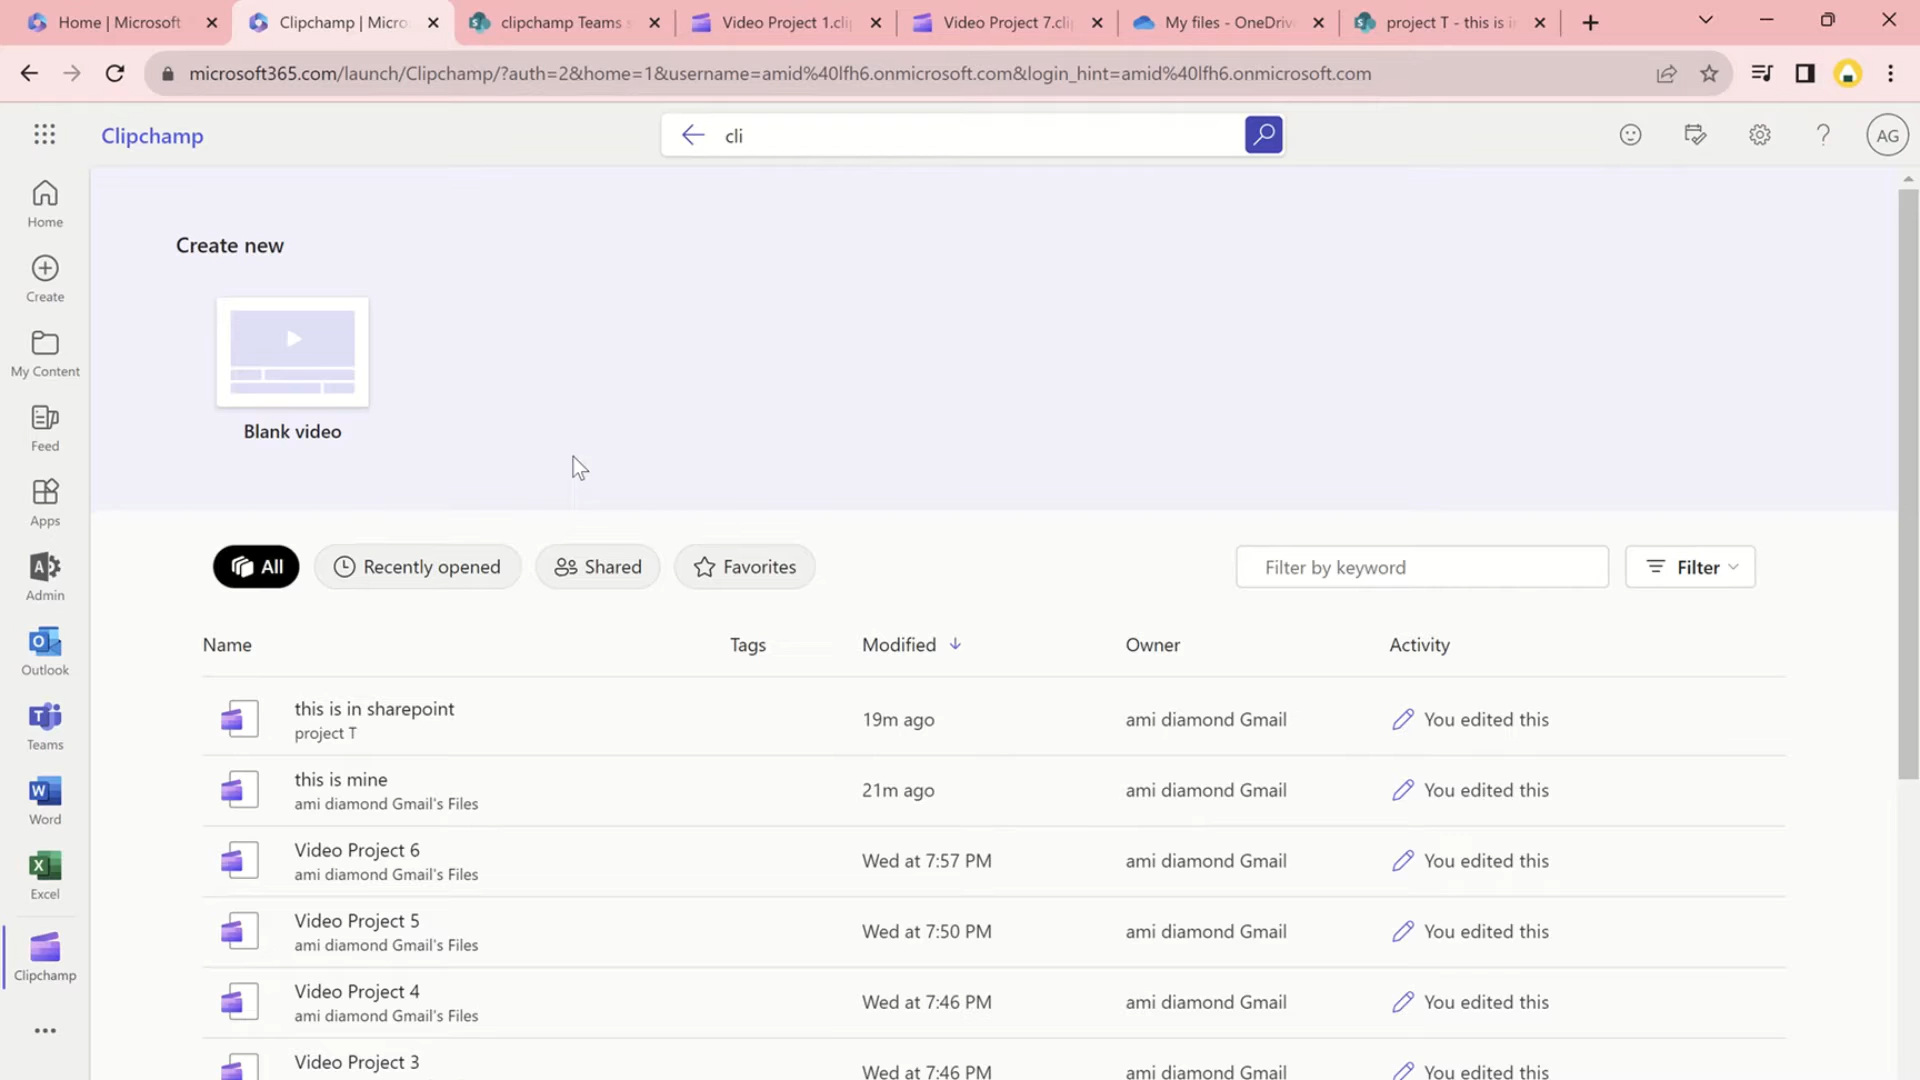 Home | Microsoft
Clipchamp | Micro
clipchamp Teams s
Video Project 1.cli
Video Project 7.cli
My files - OneDriv
project T - this is i
microsoft365.com/launch/Clipchamp/?auth=2&home=1&username=amid%40lfh6.onmicrosoft.com&login_hint=amid%40lfh6.onmicrosoft.com
Clipchamp
cli
AG
Home
Create
My Content
Feed
Apps
Admin
Outlook
Teams
Word
Excel
Clipchamp
Create new
Blank video
All
Recently opened
Shared
Favorites
Filter by keyword
Filter
Name Tags Modified Owner Activity
this is in sharepoint
project T
19m ago ami diamond Gmail You edited this
this is mine
ami diamond Gmail's Files
21m ago ami diamond Gmail You edited this
Video Project 6
ami diamond Gmail's Files
Wed at 7:57 PM ami diamond Gmail You edited this
Video Project 5
ami diamond Gmail's Files
Wed at 7:50 PM ami diamond Gmail You edited this
Video Project 4
ami diamond Gmail's Files
Wed at 7:46 PM ami diamond Gmail You edited this
Video Project 3
Wed at 7:46 PM ami diamond Gmail You edited this